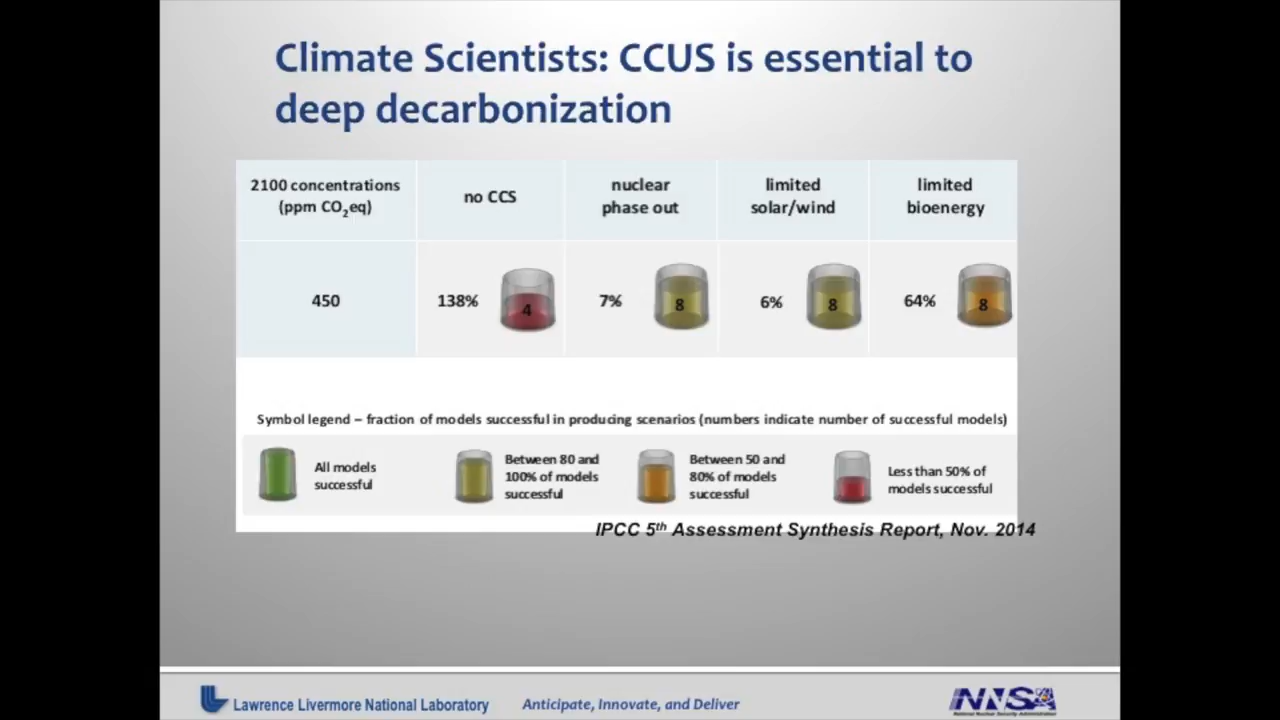 Climate Scientists: CCUS is essential to
deep decarbonization
2100 concentrations
(ppm CO2eq)
no CCS
nuclear
phase out
limited
solar/wind
limited
bioenergy
450
138%
4
7%
8
6%
8
64%
8
Symbol legend – fraction of models successful in producing scenarios (numbers indicate number of successful models)
All models
successful
Between 80 and
100% of models
successful
Between 50 and
80% of models
successful
Less than 50% of
models successful
IPCC 5th Assessment Synthesis Report, Nov. 2014
Lawrence Livermore National Laboratory
Anticipate, Innovate, and Deliver
NNSA
National Nuclear Security Administration